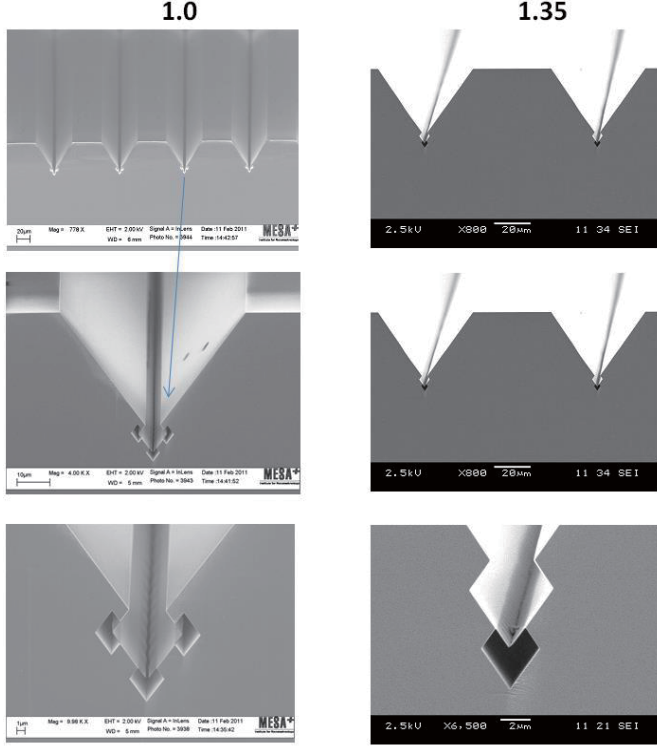 1.0
1.35
20µm
Mag = 778 X
EHT = 2.00 kV
Signal A = InLens
Date :11 Feb 2011
WD = 6 mm
Photo No. = 3944
Time :14:42:57
MESA+
2.5kV X800 20µm 11 34 SEI
10µm
Mag = 4.00 K X
EHT = 2.00 kV
Signal A = InLens
Date :11 Feb 2011
WD = 5 mm
Photo No. = 3943
Time :14:41:52
MESA+
2.5kV X800 20µm 11 34 SEI
1µm
Mag = 9.98 K X
EHT = 2.00 kV
Signal A = InLens
Date :11 Feb 2011
WD = 5 mm
Photo No. = 3938
Time :14:35:42
MESA+
2.5kV X6,500 2µm 11 21 SEI